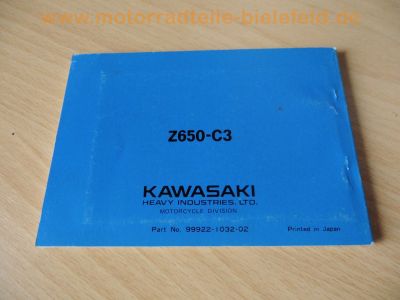 www.motorradteile-bielefeld.de
Z650-C3
KAWASAKI
HEAVY INDUSTRIES, LTD.
MOTORCYCLE DIVISION
Part No. 99922-1032-02 Printed in Japan